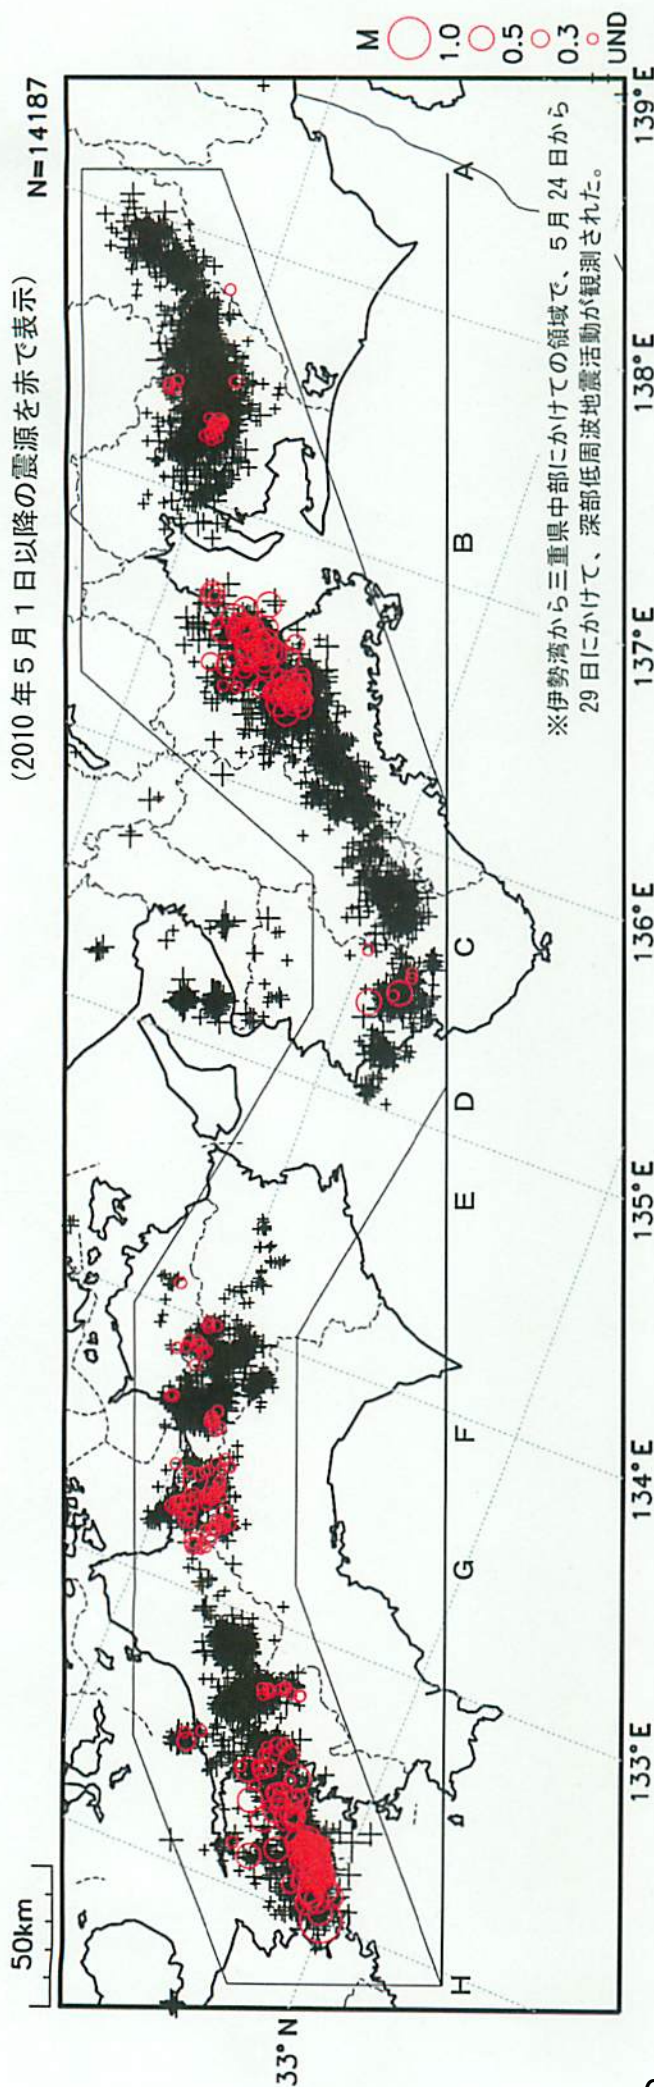 (2010年5月1日以降の震源を赤で表示)
N=14187
50km
33°N
H
G
F
E
D
C
B
A
133°E
134°E
135°E
136°E
137°E
138°E
139°E
※伊勢湾から三重県中部にかけての領域で、5月24日から
29日にかけて、深部低周波地震活動が観測された。
M
1.0
0.5
0.3
UND